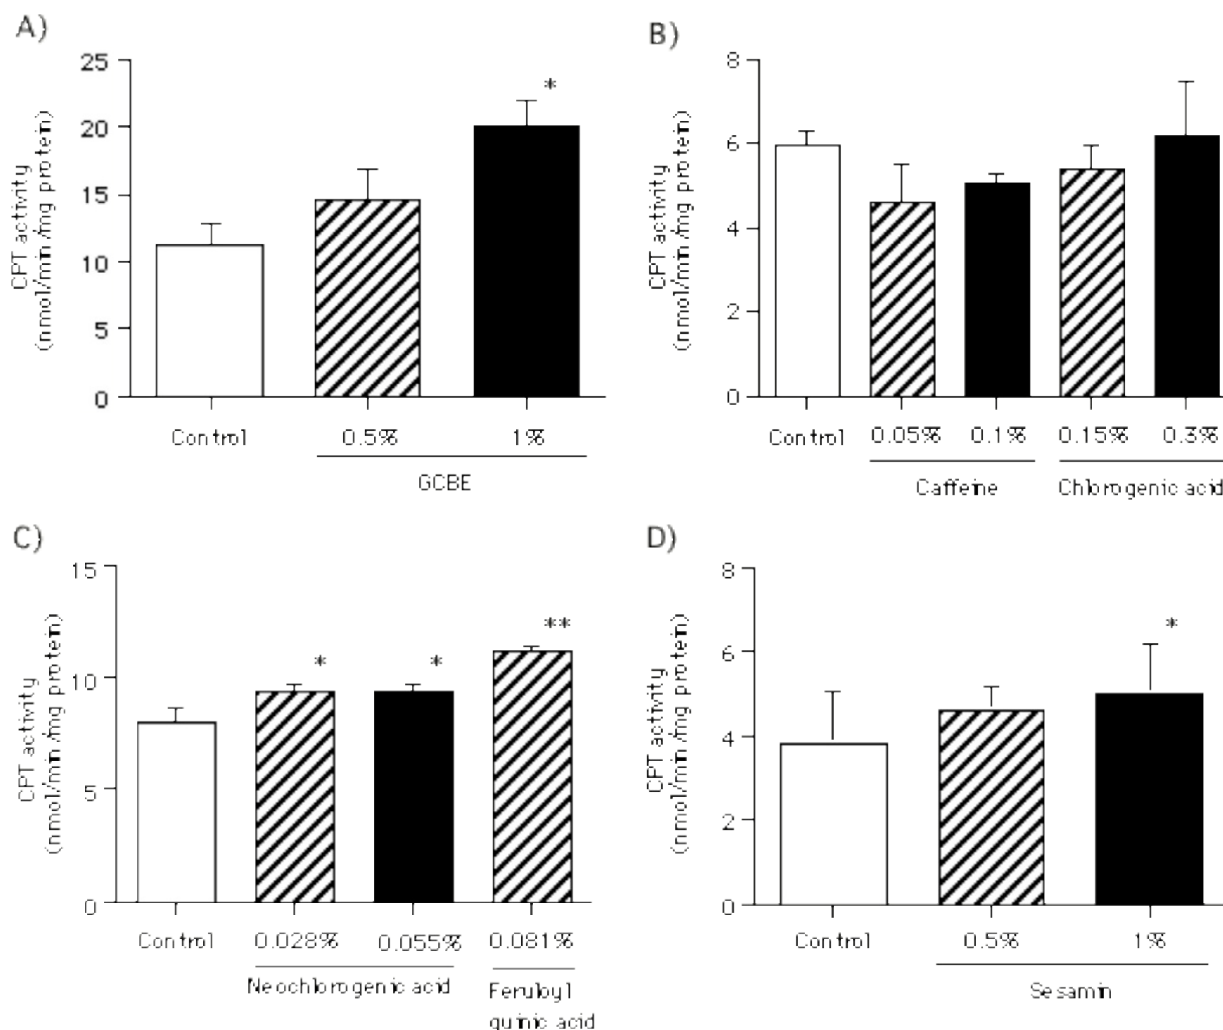 A)
CPT activity
(nmol/min/mg protein)
25
20
15
10
5
0
*
Control
0.5%
1%
GCBE
B)
CPT activity
(nmol/min/mg protein)
8
6
4
2
0
Control
0.05%
0.1%
0.15%
0.3%
Caffeine
Chlorogenic acid
C)
CPT activity
(nmol/min/mg protein)
15
10
5
0
*
*
**
Control
0.028%
0.055%
0.081%
Neochlorogenic acid
Feruloyl
quinic acid
D)
CPT activity
(nmol/min/mg protein)
8
6
4
2
0
*
Control
0.5%
1%
Sesamin